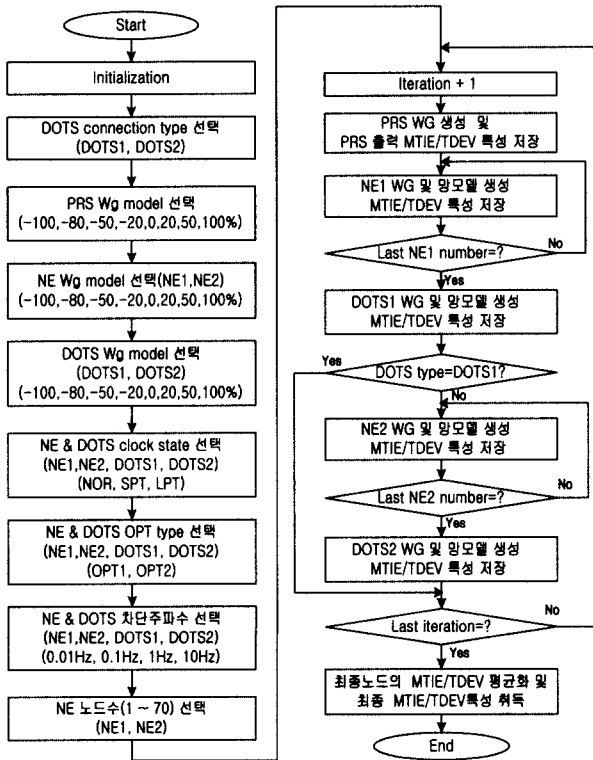 Start
Initialization
DOTS connection type 선택
(DOTS1, DOTS2)
PRS Wg model 선택
(-100,-80,-50,-20,0,20,50,100%)
NE Wg model 선택(NE1,NE2)
(-100,-80,-50,-20,0,20,50,100%)
DOTS Wg model 선택
(DOTS1, DOTS2)
(-100,-80,-50,-20,0,20,50,100%)
NE & DOTS clock state 선택
(NE1,NE2, DOTS1, DOTS2)
(NOR, SPT, LPT)
NE & DOTS OPT type 선택
(NE1,NE2, DOTS1, DOTS2)
(OPT1, OPT2)
NE & DOTS 차단주파수 선택
(NE1,NE2, DOTS1, DOTS2)
(0.01Hz, 0.1Hz, 1Hz, 10Hz)
NE 노드수(1 ~ 70) 선택
(NE1, NE2)
Iteration + 1
PRS WG 생성 및
PRS 출력 MTIE/TDEV 특성 저장
NE1 WG 및 망모델 생성
MTIE/TDEV 특성 저장
Last NE1 number=?
No
Yes
DOTS1 WG 및 망모델 생성
MTIE/TDEV 특성 저장
Yes
DOTS type=DOTS1?
No
NE2 WG 및 망모델 생성
MTIE/TDEV 특성 저장
Last NE2 number=?
No
Yes
DOTS2 WG 및 망모델 생성
MTIE/TDEV 특성 저장
Last iteration=?
No
Yes
최종노드의 MTIE/TDEV 평균화 및
최종 MTIE/TDEV특성 취득
End